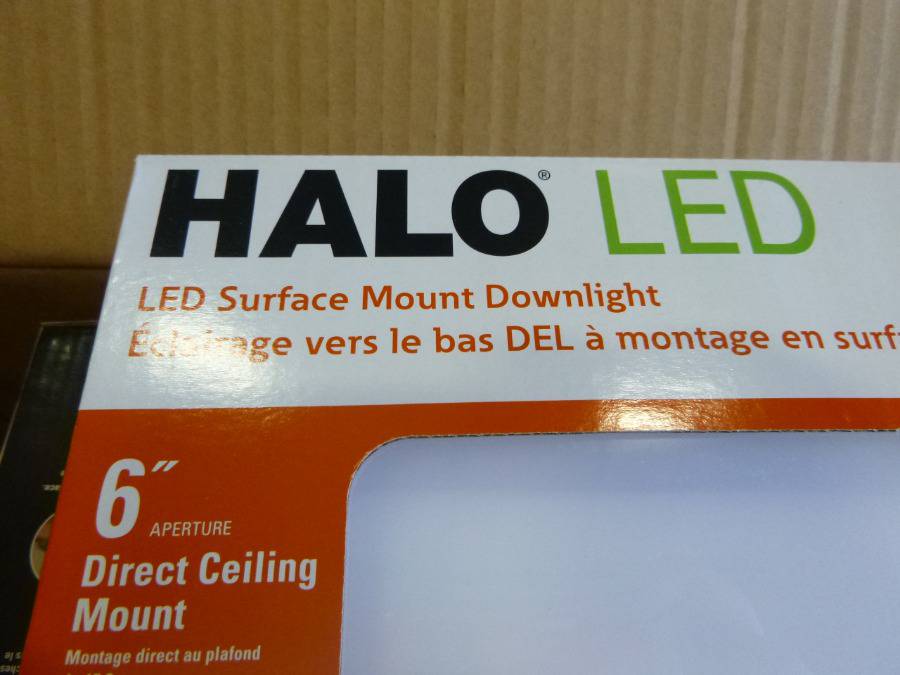 HALO® LED
LED Surface Mount Downlight
Éclairage vers le bas DEL à montage en surf
6" APERTURE
Direct Ceiling
Mount
Montage direct au plafond